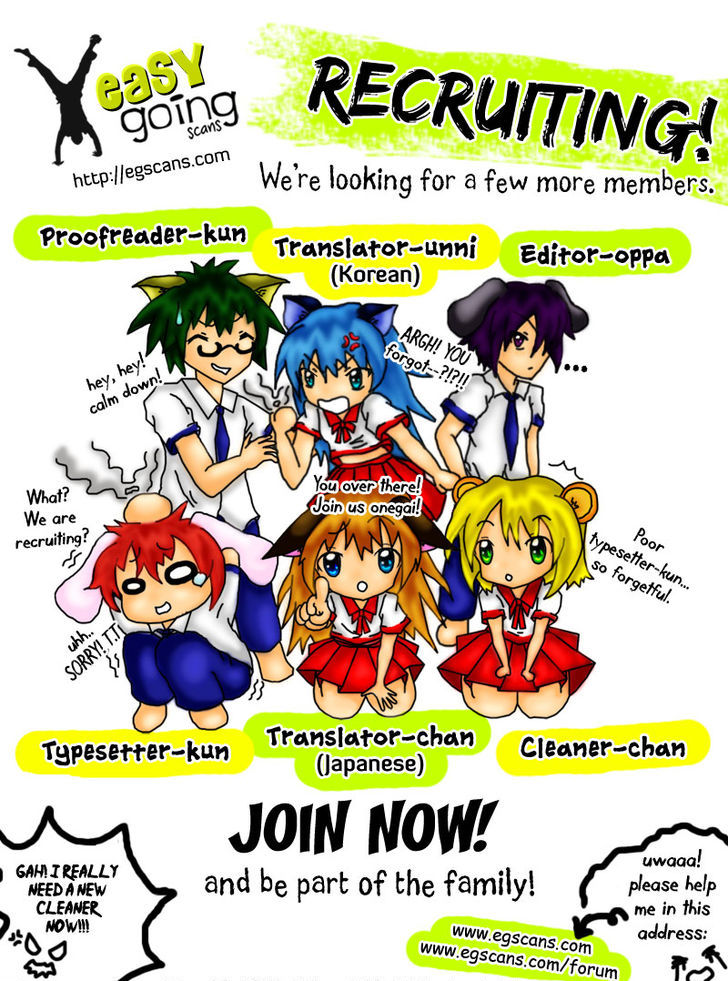 easy
going
scans
http://egscans.com
RECRUITING!
We're looking for a few more members.
Proofreader-kun
Translator-unni
(Korean)
Editor-oppa
hey, hey!
calm down!
ARGH! YOU
forgot--?!?!!
...
What?
We are
recruiting?
You over there!
Join us onegai!
Poor
typesetter-kun...
so forgetful.
uhh..
SORRY! T.T
Typesetter-kun
Translator-chan
(Japanese)
Cleaner-chan
JOIN NOW!
and be part of the family!
GAH! I REALLY
NEED A NEW
CLEANER
NOW!!!
uwaaa!
please help
me in this
address:
www.egscans.com
www.egscans.com/forum